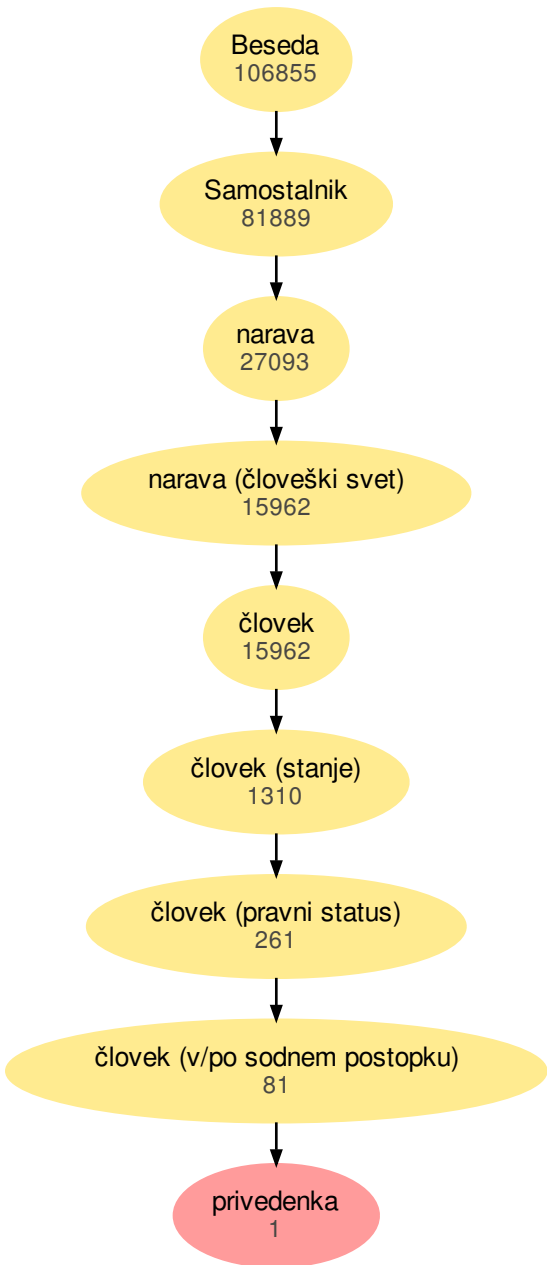 Beseda
106855
Samostalnik
81889
narava
27093
narava (človeški svet)
15962
človek
15962
človek (stanje)
1310
človek (pravni status)
261
človek (v/po sodnem postopku)
81
privedenka
1